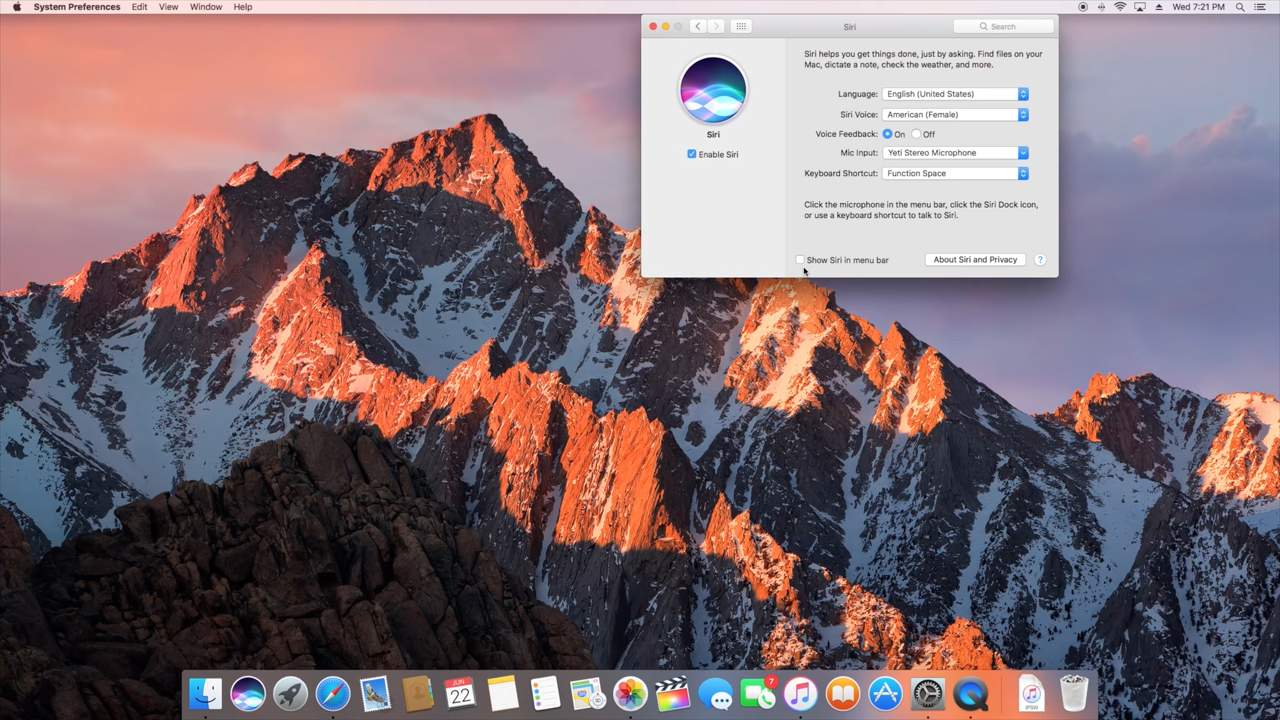 System Preferences Edit View Window Help
Wed 7:21 PM
Siri
Search
Siri helps you get things done, just by asking. Find files on your
Mac, dictate a note, check the weather, and more.
Language: English (United States)
Siri Voice: American (Female)
Siri
Voice Feedback: On Off
Enable Siri
Mic Input: Yeti Stereo Microphone
Keyboard Shortcut: Function Space
Click the microphone in the menu bar, click the Siri Dock icon,
or use a keyboard shortcut to talk to Siri.
Show Siri in menu bar
About Siri and Privacy
?
JUN
22
7
IPSW